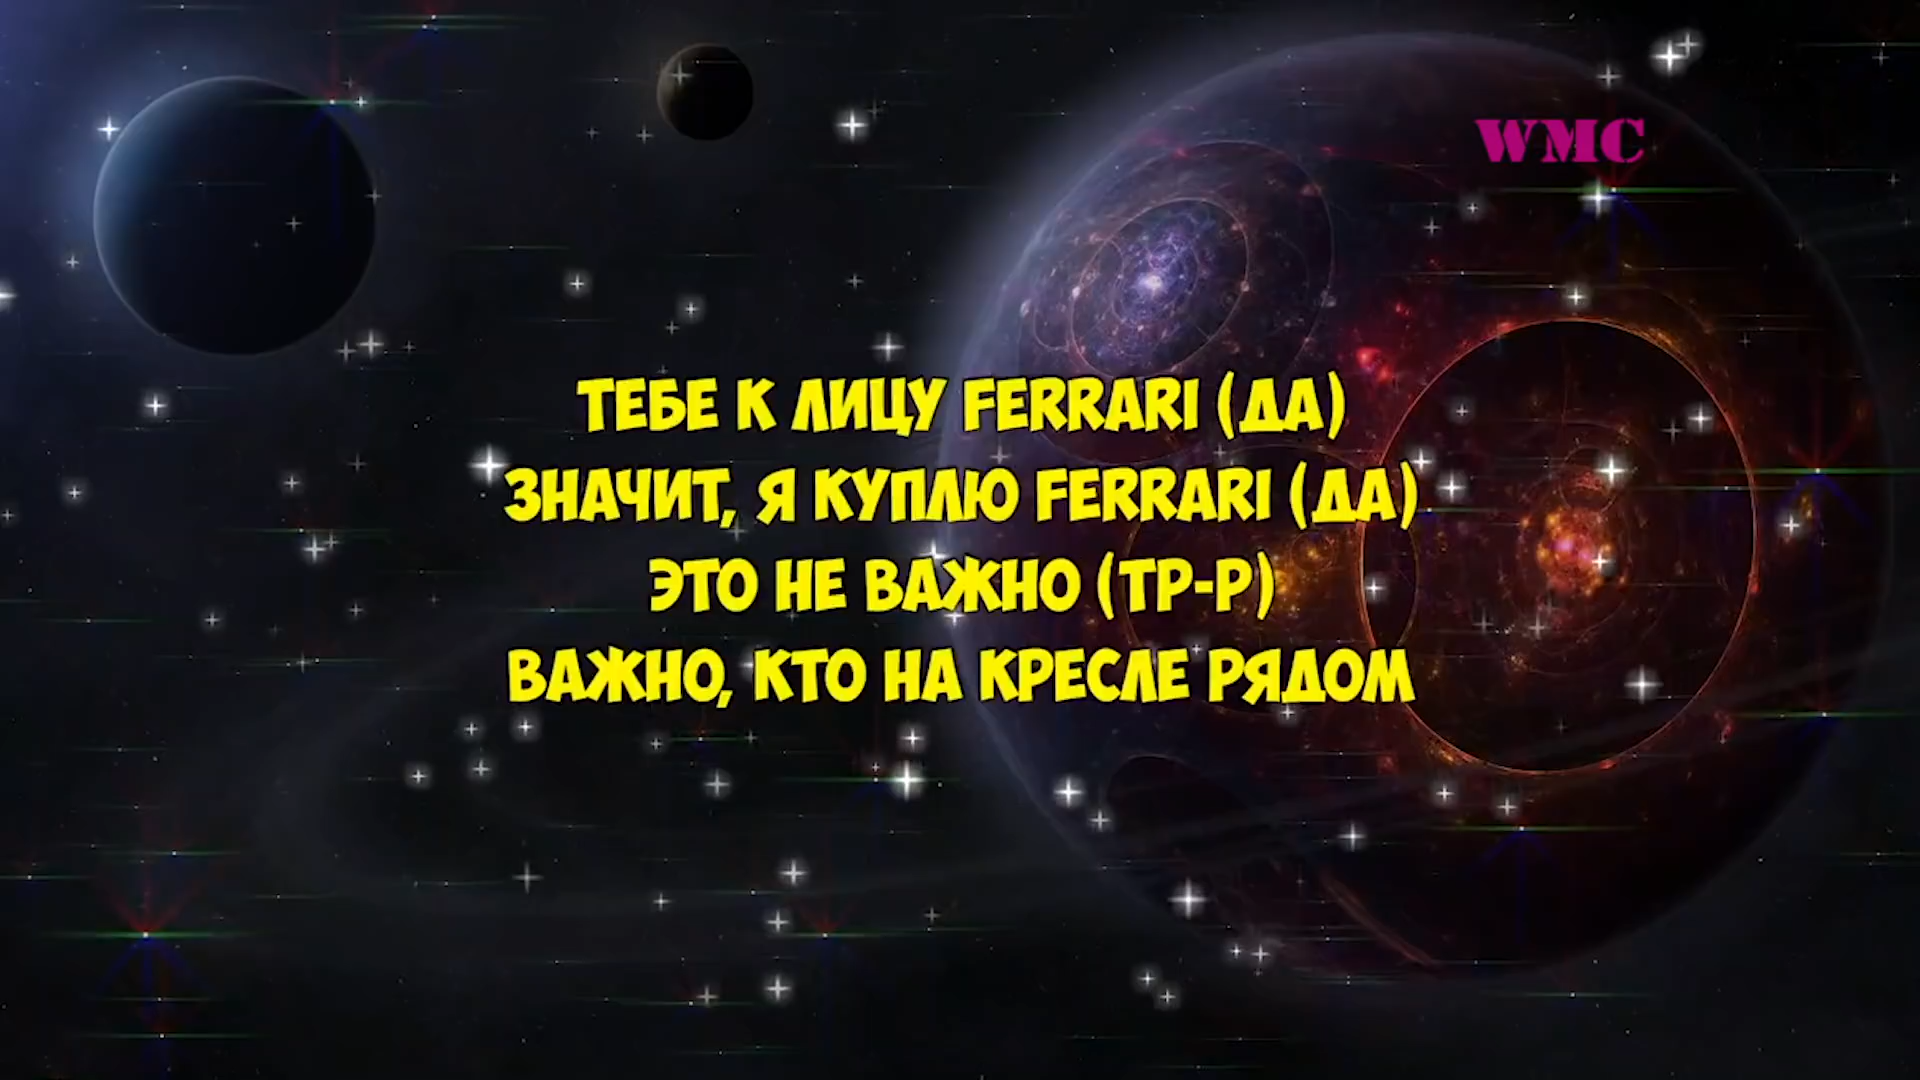 WMC
ТЕБЕ К ЛИЦУ FERRARI (ДА)
ЗНАЧИТ, Я КУПЛЮ FERRARI (ДА)
ЭТО НЕ ВАЖНО (ТР-Р)
ВАЖНО, КТО НА КРЕСЛЕ РЯДОМ